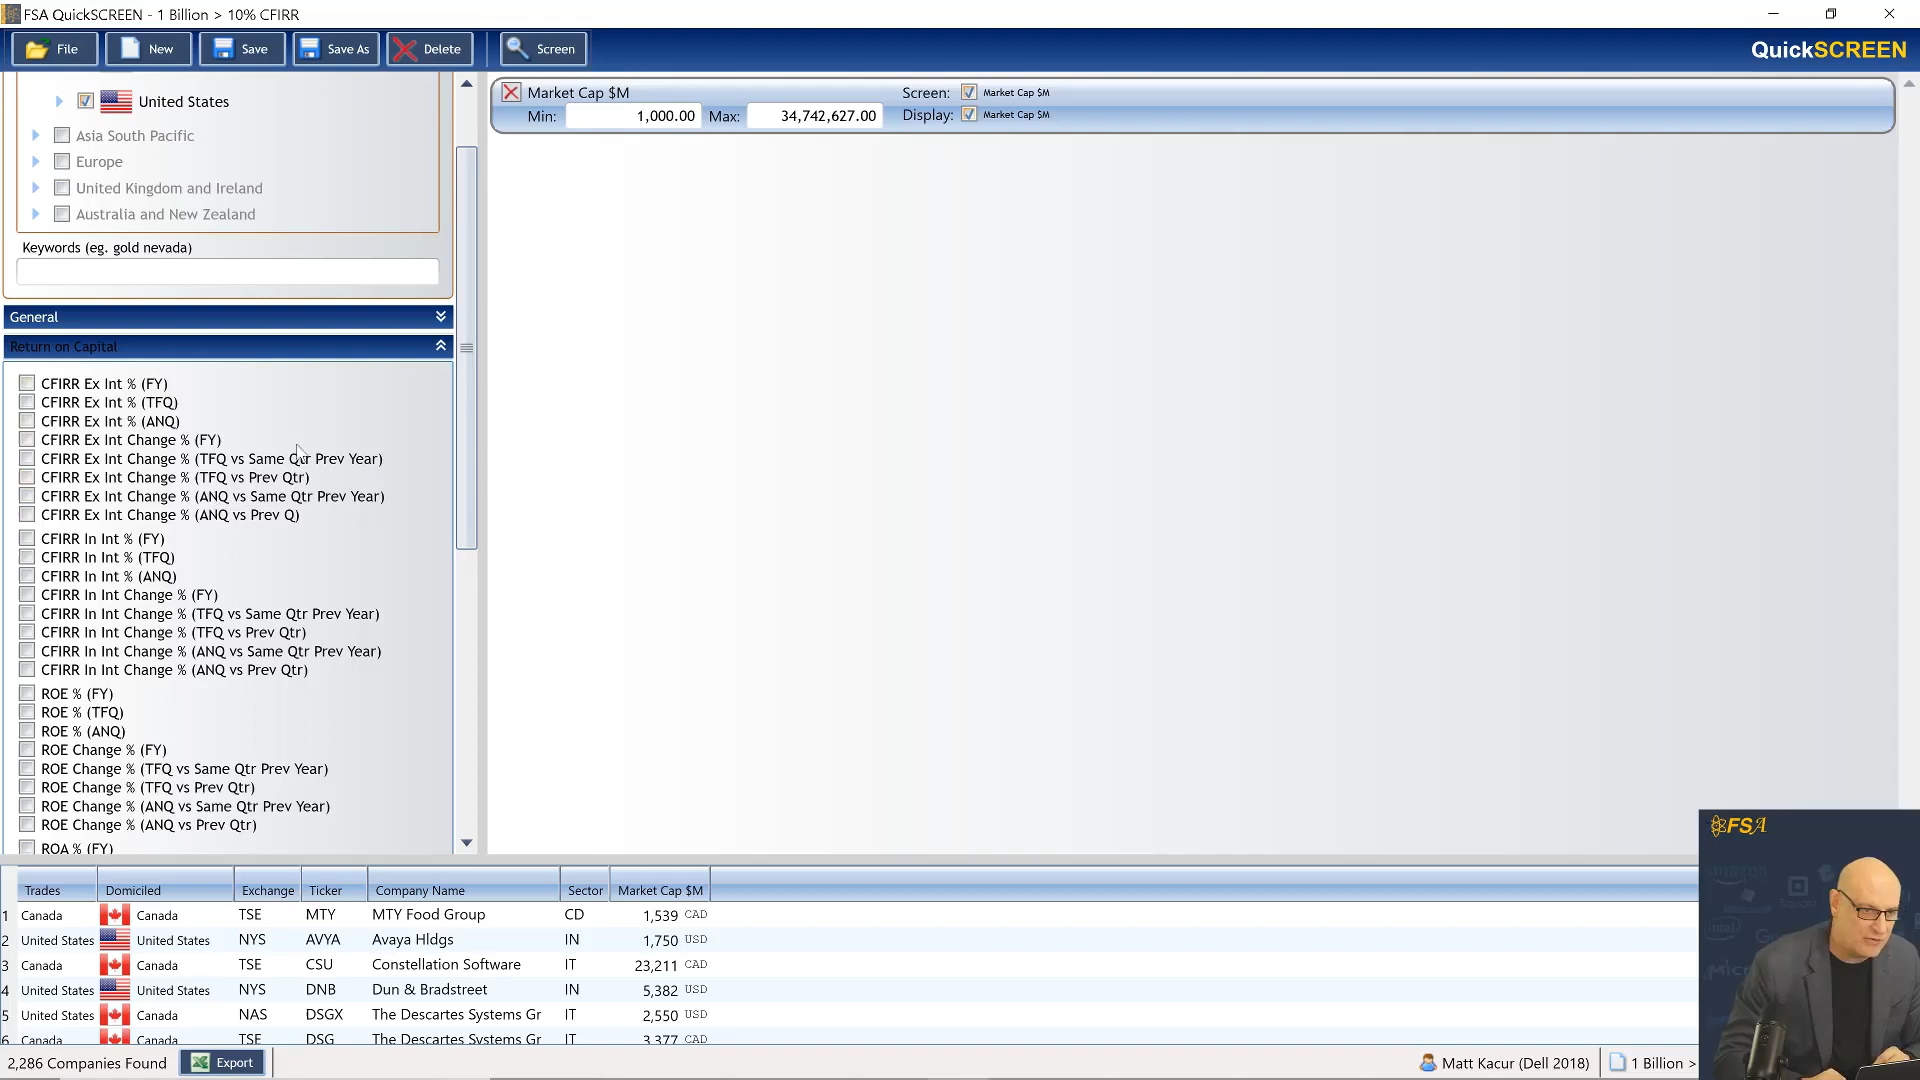 FSA QuickSCREEN - 1 Billion > 10% CFIRR
File New Save Save As Delete Screen QuickSCREEN
United States
Asia South Pacific
Europe
United Kingdom and Ireland
Australia and New Zealand
Keywords (eg. gold nevada)
General
Return on Capital
CFIRR Ex Int % (FY)
CFIRR Ex Int % (TFQ)
CFIRR Ex Int % (ANQ)
CFIRR Ex Int Change % (FY)
CFIRR Ex Int Change % (TFQ vs Same Qtr Prev Year)
CFIRR Ex Int Change % (TFQ vs Prev Qtr)
CFIRR Ex Int Change % (ANQ vs Same Qtr Prev Year)
CFIRR Ex Int Change % (ANQ vs Prev Q)
CFIRR In Int % (FY)
CFIRR In Int % (TFQ)
CFIRR In Int % (ANQ)
CFIRR In Int Change % (FY)
CFIRR In Int Change % (TFQ vs Same Qtr Prev Year)
CFIRR In Int Change % (TFQ vs Prev Qtr)
CFIRR In Int Change % (ANQ vs Same Qtr Prev Year)
CFIRR In Int Change % (ANQ vs Prev Qtr)
ROE % (FY)
ROE % (TFQ)
ROE % (ANQ)
ROE Change % (FY)
ROE Change % (TFQ vs Same Qtr Prev Year)
ROE Change % (TFQ vs Prev Qtr)
ROE Change % (ANQ vs Same Qtr Prev Year)
ROE Change % (ANQ vs Prev Qtr)
ROA % (FY)
Market Cap $M Screen: Market Cap $M
Min: 1,000.00 Max: 34,742,627.00 Display: Market Cap $M
Trades Domiciled Exchange Ticker Company Name Sector Market Cap $M
1 Canada Canada TSE MTY MTY Food Group CD 1,539 CAD
2 United States United States NYS AVYA Avaya Hldgs IN 1,750 USD
3 Canada Canada TSE CSU Constellation Software IT 23,211 CAD
4 United States United States NYS DNB Dun & Bradstreet IN 5,382 USD
5 United States Canada NAS DSGX The Descartes Systems Gr IT 2,550 USD
6 Canada Canada TSE DSG The Descartes Systems Gr IT 3,377 CAD
2,286 Companies Found Export Matt Kacur (Dell 2018) 1 Billion >
FSA